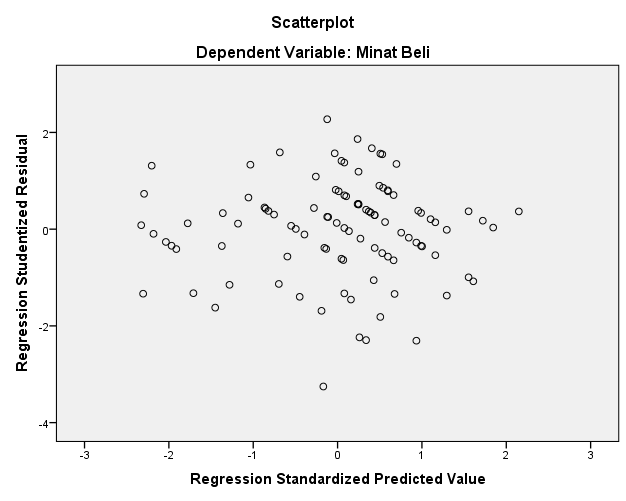 Scatterplot
Dependent Variable: Minat Beli
Regression Studentized Residual
2
0
-2
-4
-3
-2
-1
0
1
2
3
Regression Standardized Predicted Value